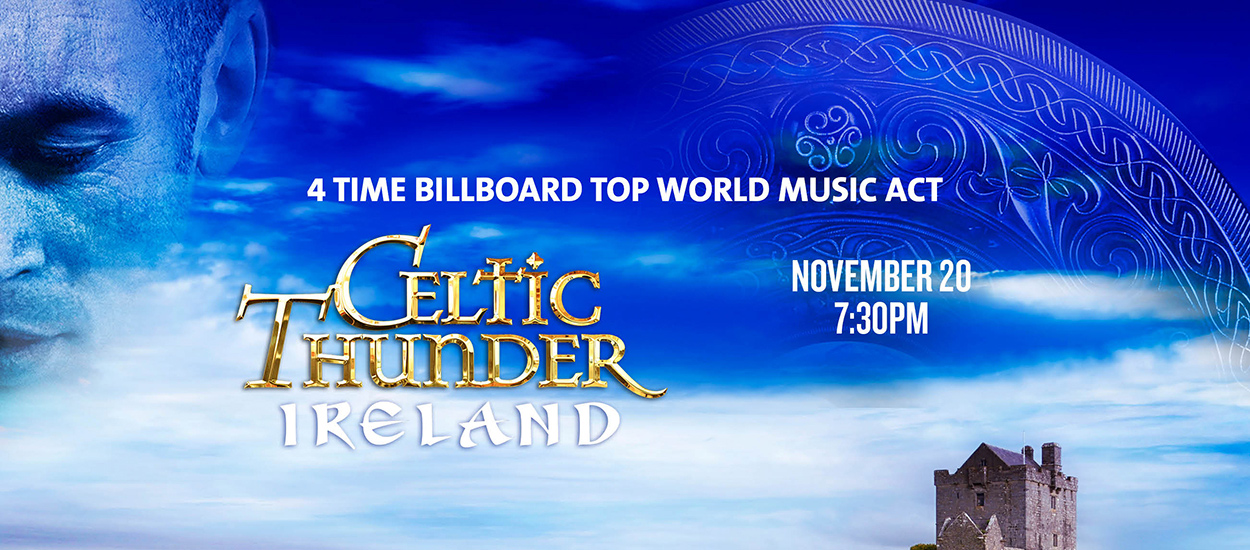 4 TIME BILLBOARD TOP WORLD MUSIC ACT
CELTIC
THUNDER
IRELAND
NOVEMBER 20
7:30PM